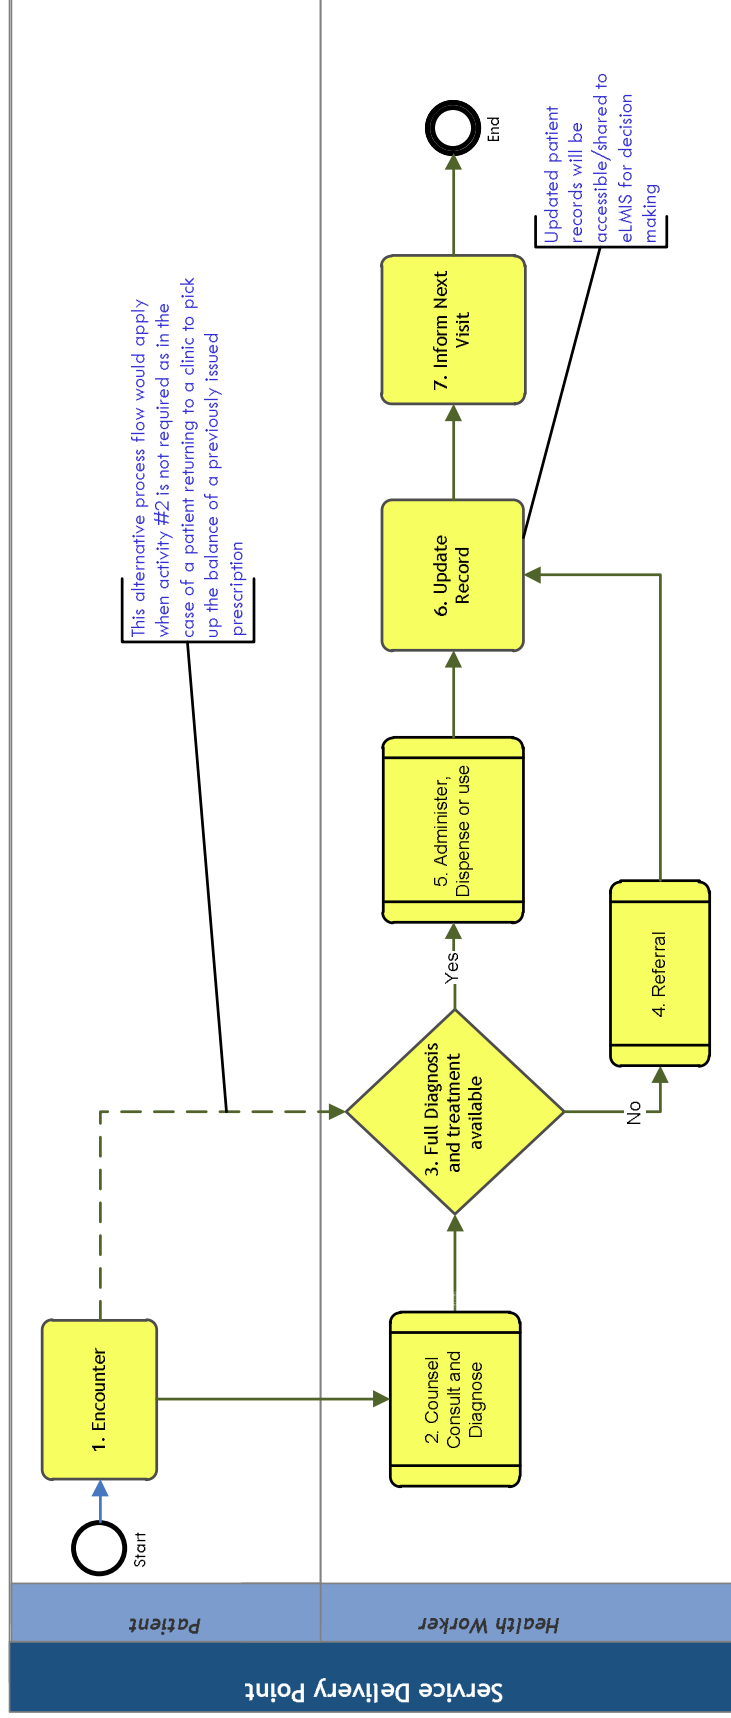 Service Delivery Point
Patient
Health Worker
Start
1. Encounter
This alternative process flow would apply
when activity #2 is not required as in the
case of a patient returning to a clinic to pick
up the balance of a previously issued
prescription
2. Counsel
Consult and
Diagnose
3. Full Diagnosis
and treatment
available
Yes
No
4. Referral
5. Administer,
Dispense or use
6. Update
Record
7. Inform Next
Visit
End
Updated patient
records will be
accessible/shared to
eLMIS for decision
making